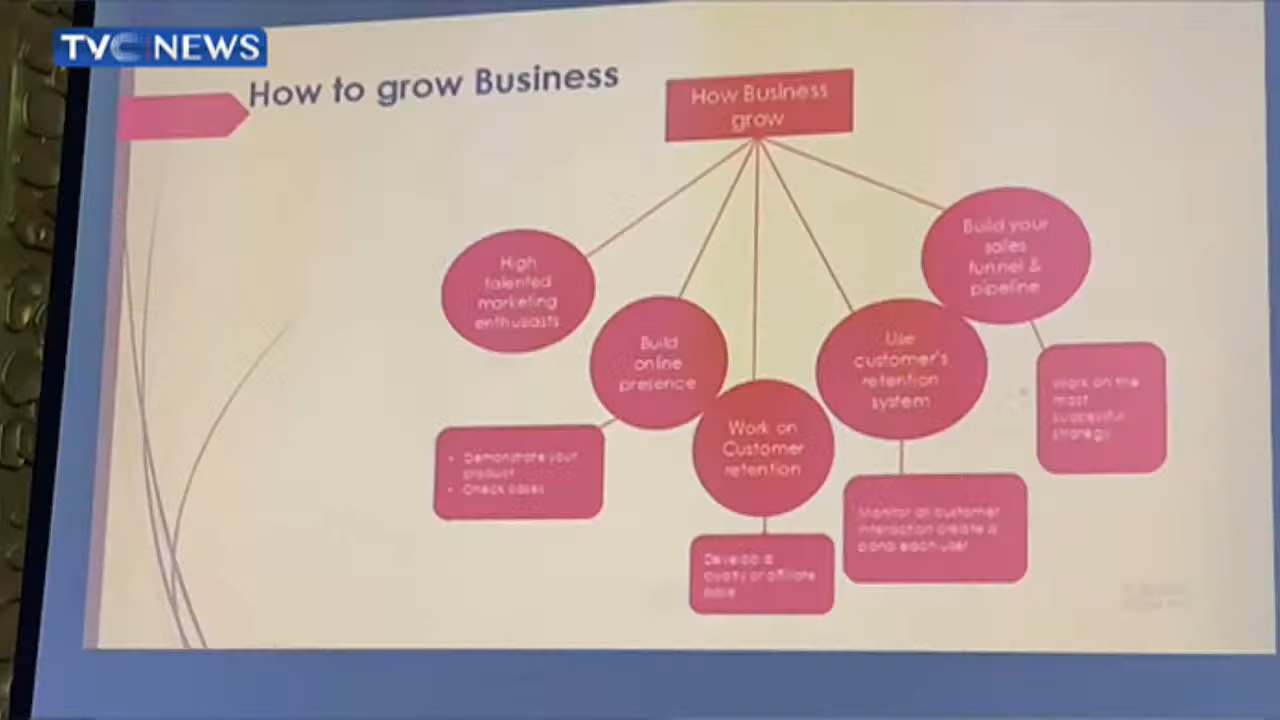 TVC NEWS
How to grow Business
How Business
grow
High
talented
marketing
enthusiasts
Build
online
presence
Work on
Customer
retention
Use
customer's
retention
system
Build your
sales
funnel &
pipeline
• Demonstrate your
product
• Check
Develop a
quality or affiliate
Monitor all customer
interaction create a
each user
Work on the
most
successful
strategy